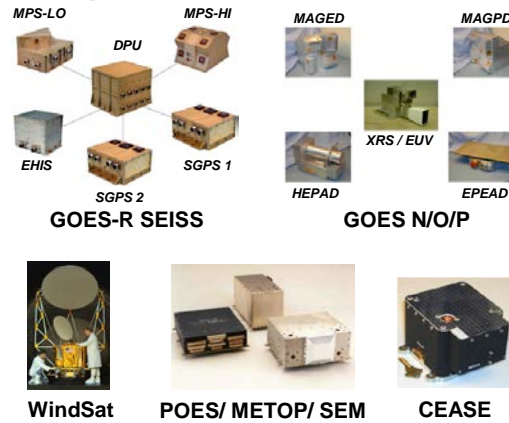 MPS-LO
DPU
MPS-HI
EHIS
SGPS 2
SGPS 1
GOES-R SEISS
MAGED
MAGPD
XRS / EUV
HEPAD
EPEAD
GOES N/O/P
WindSat
POES/ METOP/ SEM
CEASE